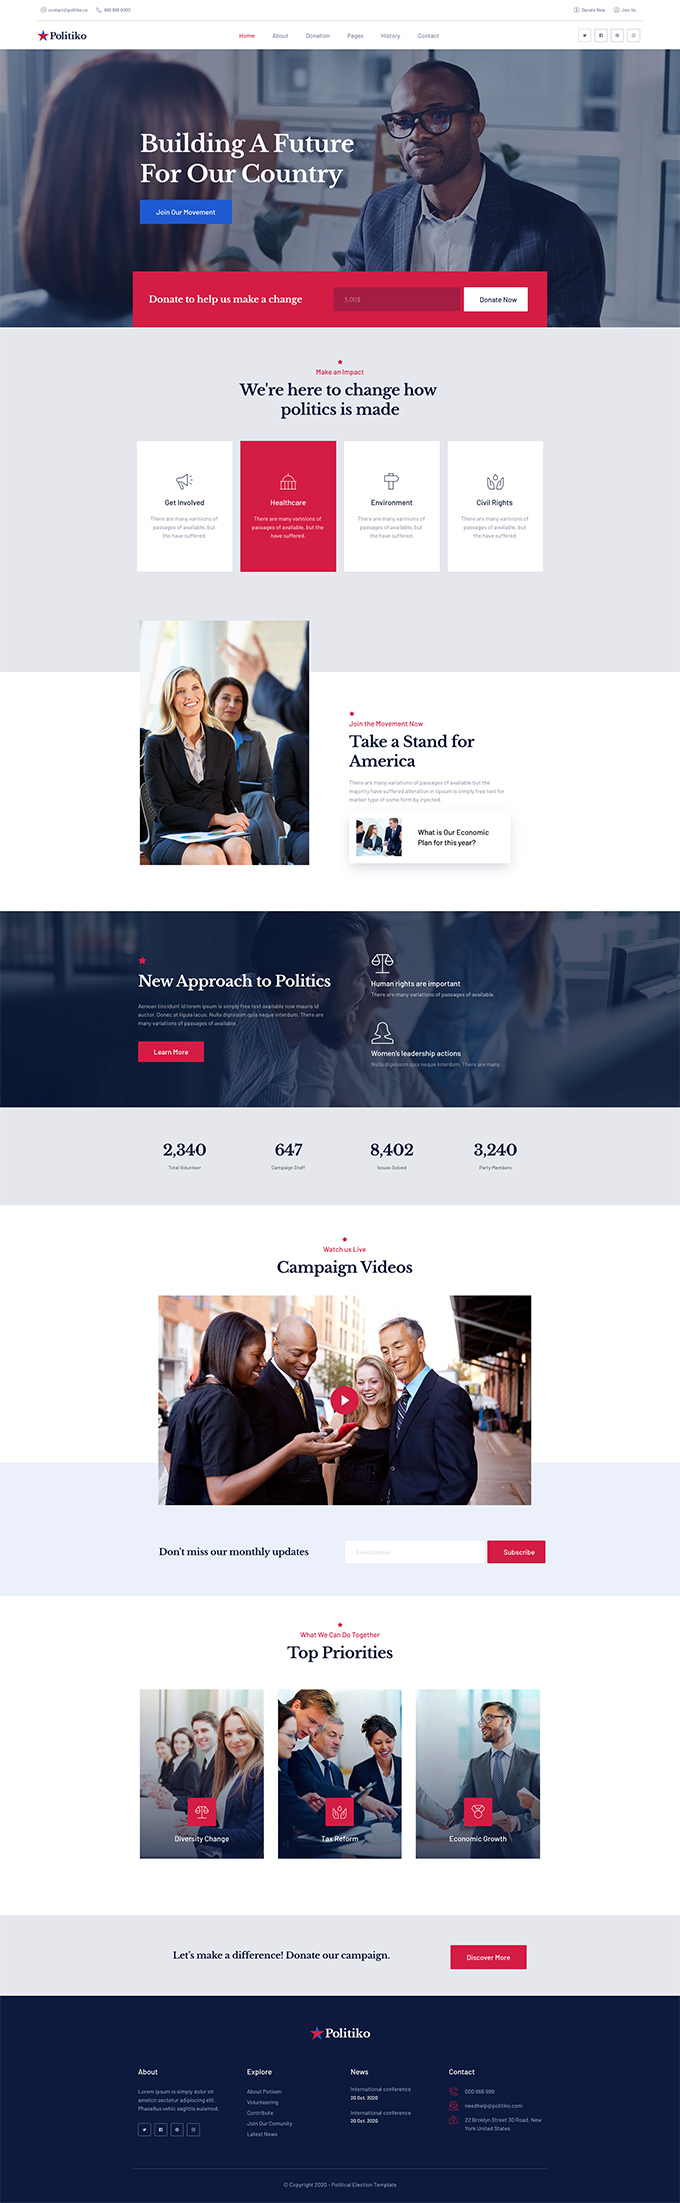 contact@politiko.co
888 999 0000
Donate Now
Join Us
Politiko
Home
About
Donation
Pages
History
Contact
Building A Future
For Our Country
Join Our Movement
Donate to help us make a change
5.00$
Donate Now
Make an Impact
We're here to change how
politics is made
Get Involved
There are many varinions of
passages of available, but
the have suffered.
Healthcare
There are many varinions of
passages of available, but the
the have suffered.
Environment
There are many varinions of
passages of available, but
the have suffered.
Civil Rights
There are many varinions of
passages of available, but
the have suffered.
Join the Movement Now
Take a Stand for
America
There are many variations of passages of available but the
majority have suffered alteration in lipsum is simply free text for
marker type of some form by injected.
What is Our Economic
Plan for this year?
New Approach to Politics
Aenean tincidunt id lorem ipsum is simply free text available now mauris id
auctor. Donec at ligula lacus. Nulla dignissim quis neque interdum. There are
many variations of passages of available.
Learn More
Human rights are important
There are many variations of passages of available.
Women's leadership actions
Nulla dignissim quis neque interdum. There are many.
2,340
Total Volunteer
647
Campaign Staff
8,402
Issues Solved
3,240
Party Members
Watch us Live
Campaign Videos
Don't miss our monthly updates
Email Address
Subscribe
What We Can Do Together
Top Priorities
Diversity Change
Tax Reform
Economic Growth
Let's make a difference! Donate our campaign.
Discover More
Politiko
About
Lorem Ipsum is simply dolor sit
ametcn sectetur adipiscing elit.
Phasellus vehic sagittis euismod.
Explore
About Potisen
Volunteering
Contribute
Join Our Comunity
Latest News
News
International conference
20 Oct. 2020
International conference
20 Oct. 2020
Contact
000 666 999
needhelp@politiko.com
22 Broklyn Street 30 Road. New
York United States
© Copyright 2020 - Political Election Template